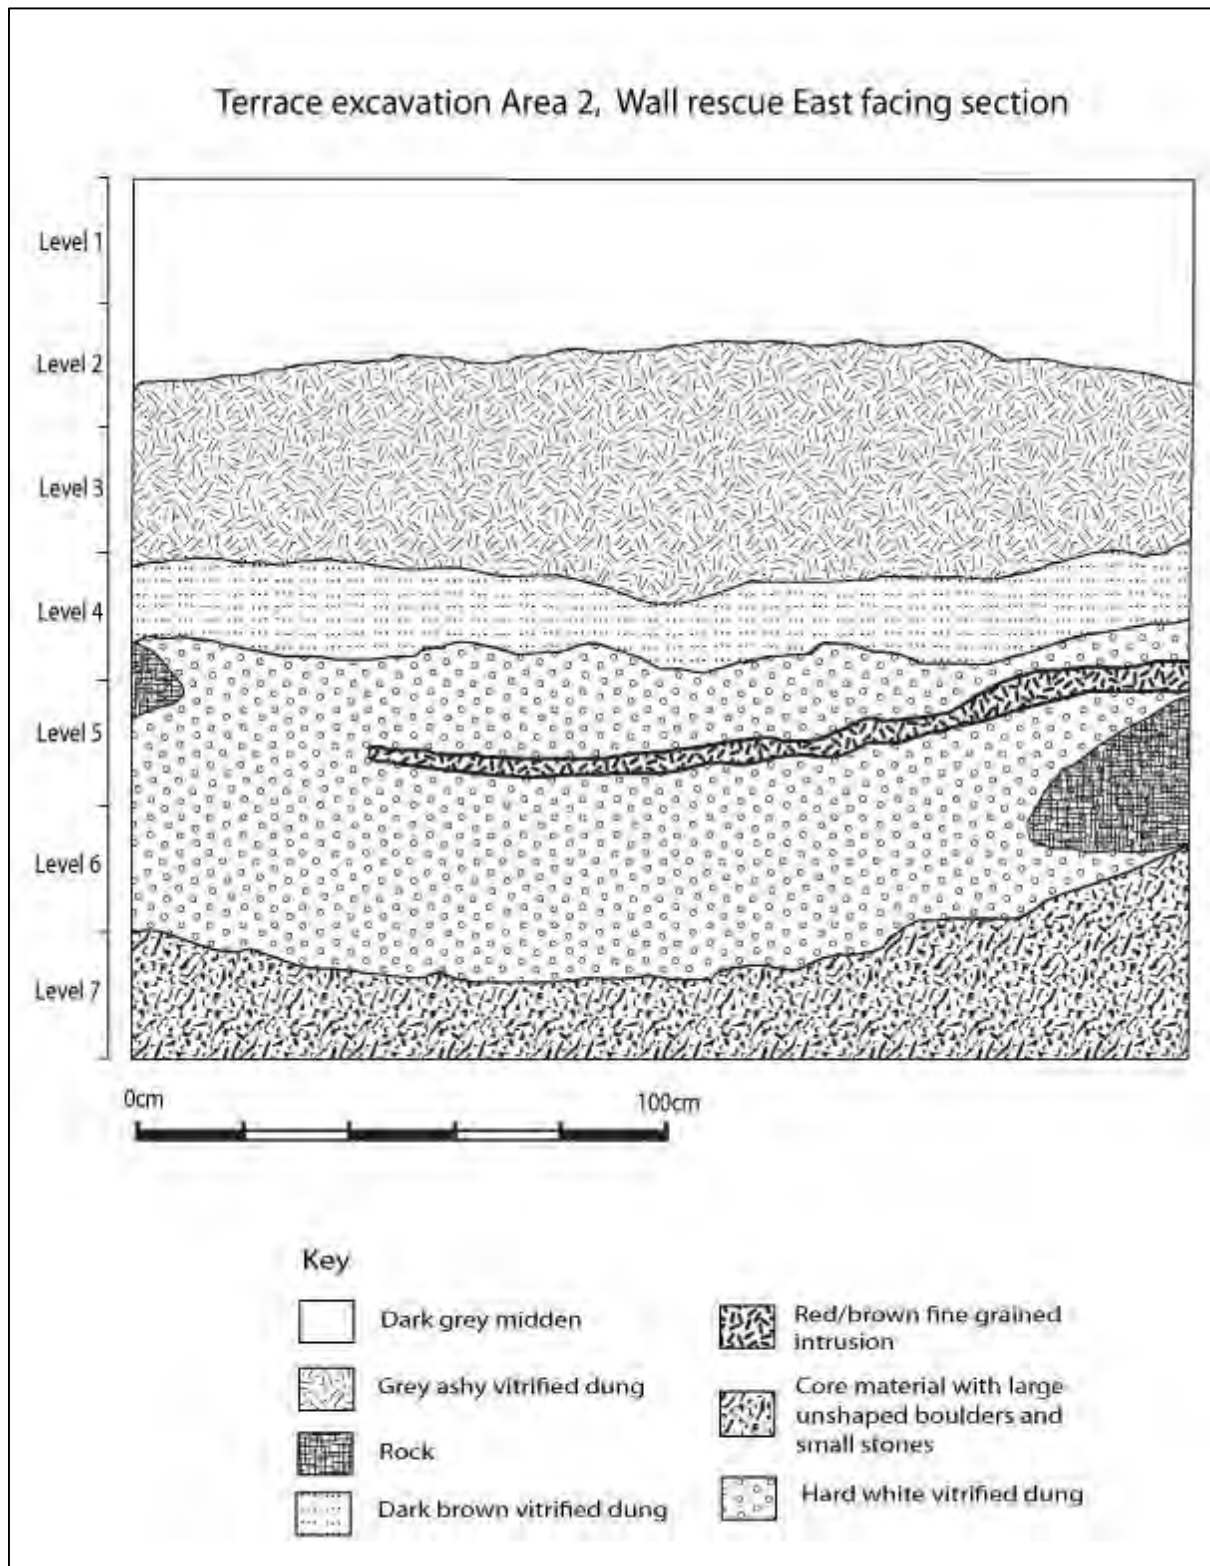 Terrace excavation Area 2, Wall rescue East facing section
Level 1
Level 2
Level 3
Level 4
Level 5
Level 6
Level 7
0cm
100cm
Key
Dark grey midden
Grey ashy vitrified dung
Rock
Dark brown vitrified dung
Red/brown fine grained
intrusion
Core material with large
unshaped boulders and
small stones
Hard white vitrified dung